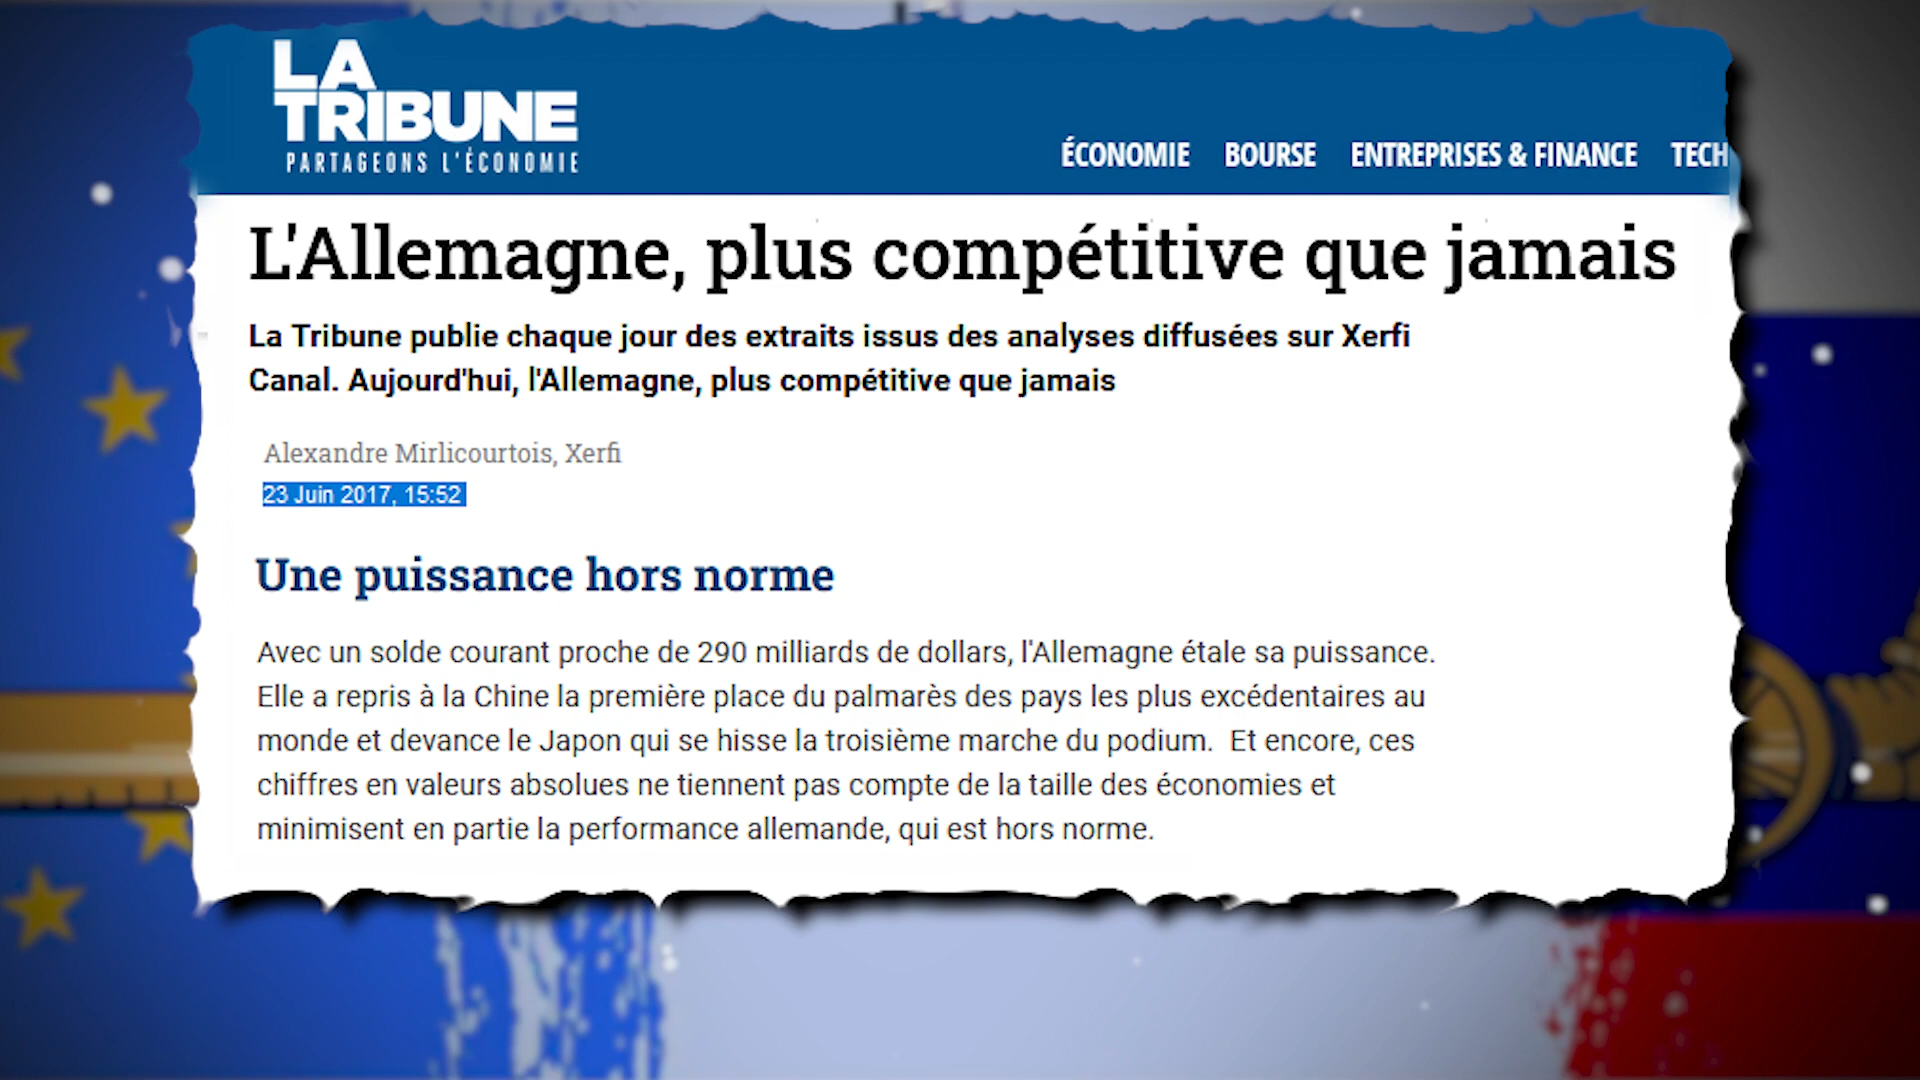 LA
TRIBUNE
PARTAGEONS L'ÉCONOMIE
ÉCONOMIE BOURSE ENTREPRISES & FINANCE TECH
L'Allemagne, plus compétitive que jamais
La Tribune publie chaque jour des extraits issus des analyses diffusées sur Xerfi
Canal. Aujourd'hui, l'Allemagne, plus compétitive que jamais
Alexandre Mirlicourtois, Xerfi
23 Juin 2017, 15:52
Une puissance hors norme
Avec un solde courant proche de 290 milliards de dollars, l'Allemagne étale sa puissance.
Elle a repris à la Chine la première place du palmarès des pays les plus excédentaires au
monde et devance le Japon qui se hisse la troisième marche du podium. Et encore, ces
chiffres en valeurs absolues ne tiennent pas compte de la taille des économies et
minimisent en partie la performance allemande, qui est hors norme.